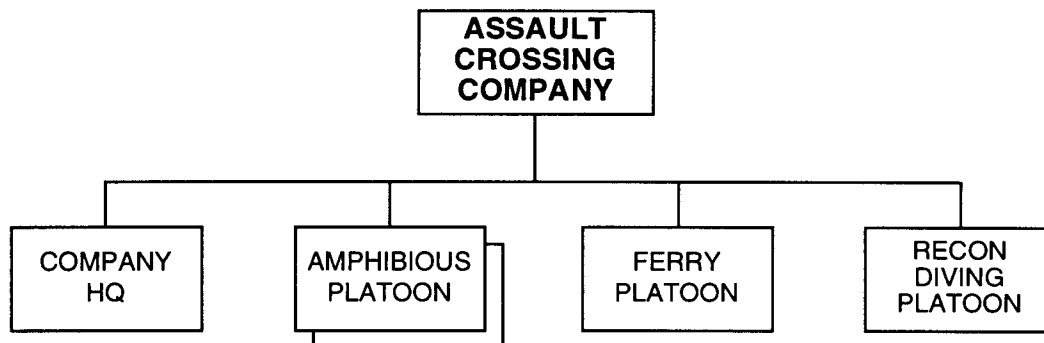 ASSAULT
CROSSING
COMPANY
COMPANY
HQ
AMPHIBIOUS
PLATOON
FERRY
PLATOON
RECON
DIVING
PLATOON